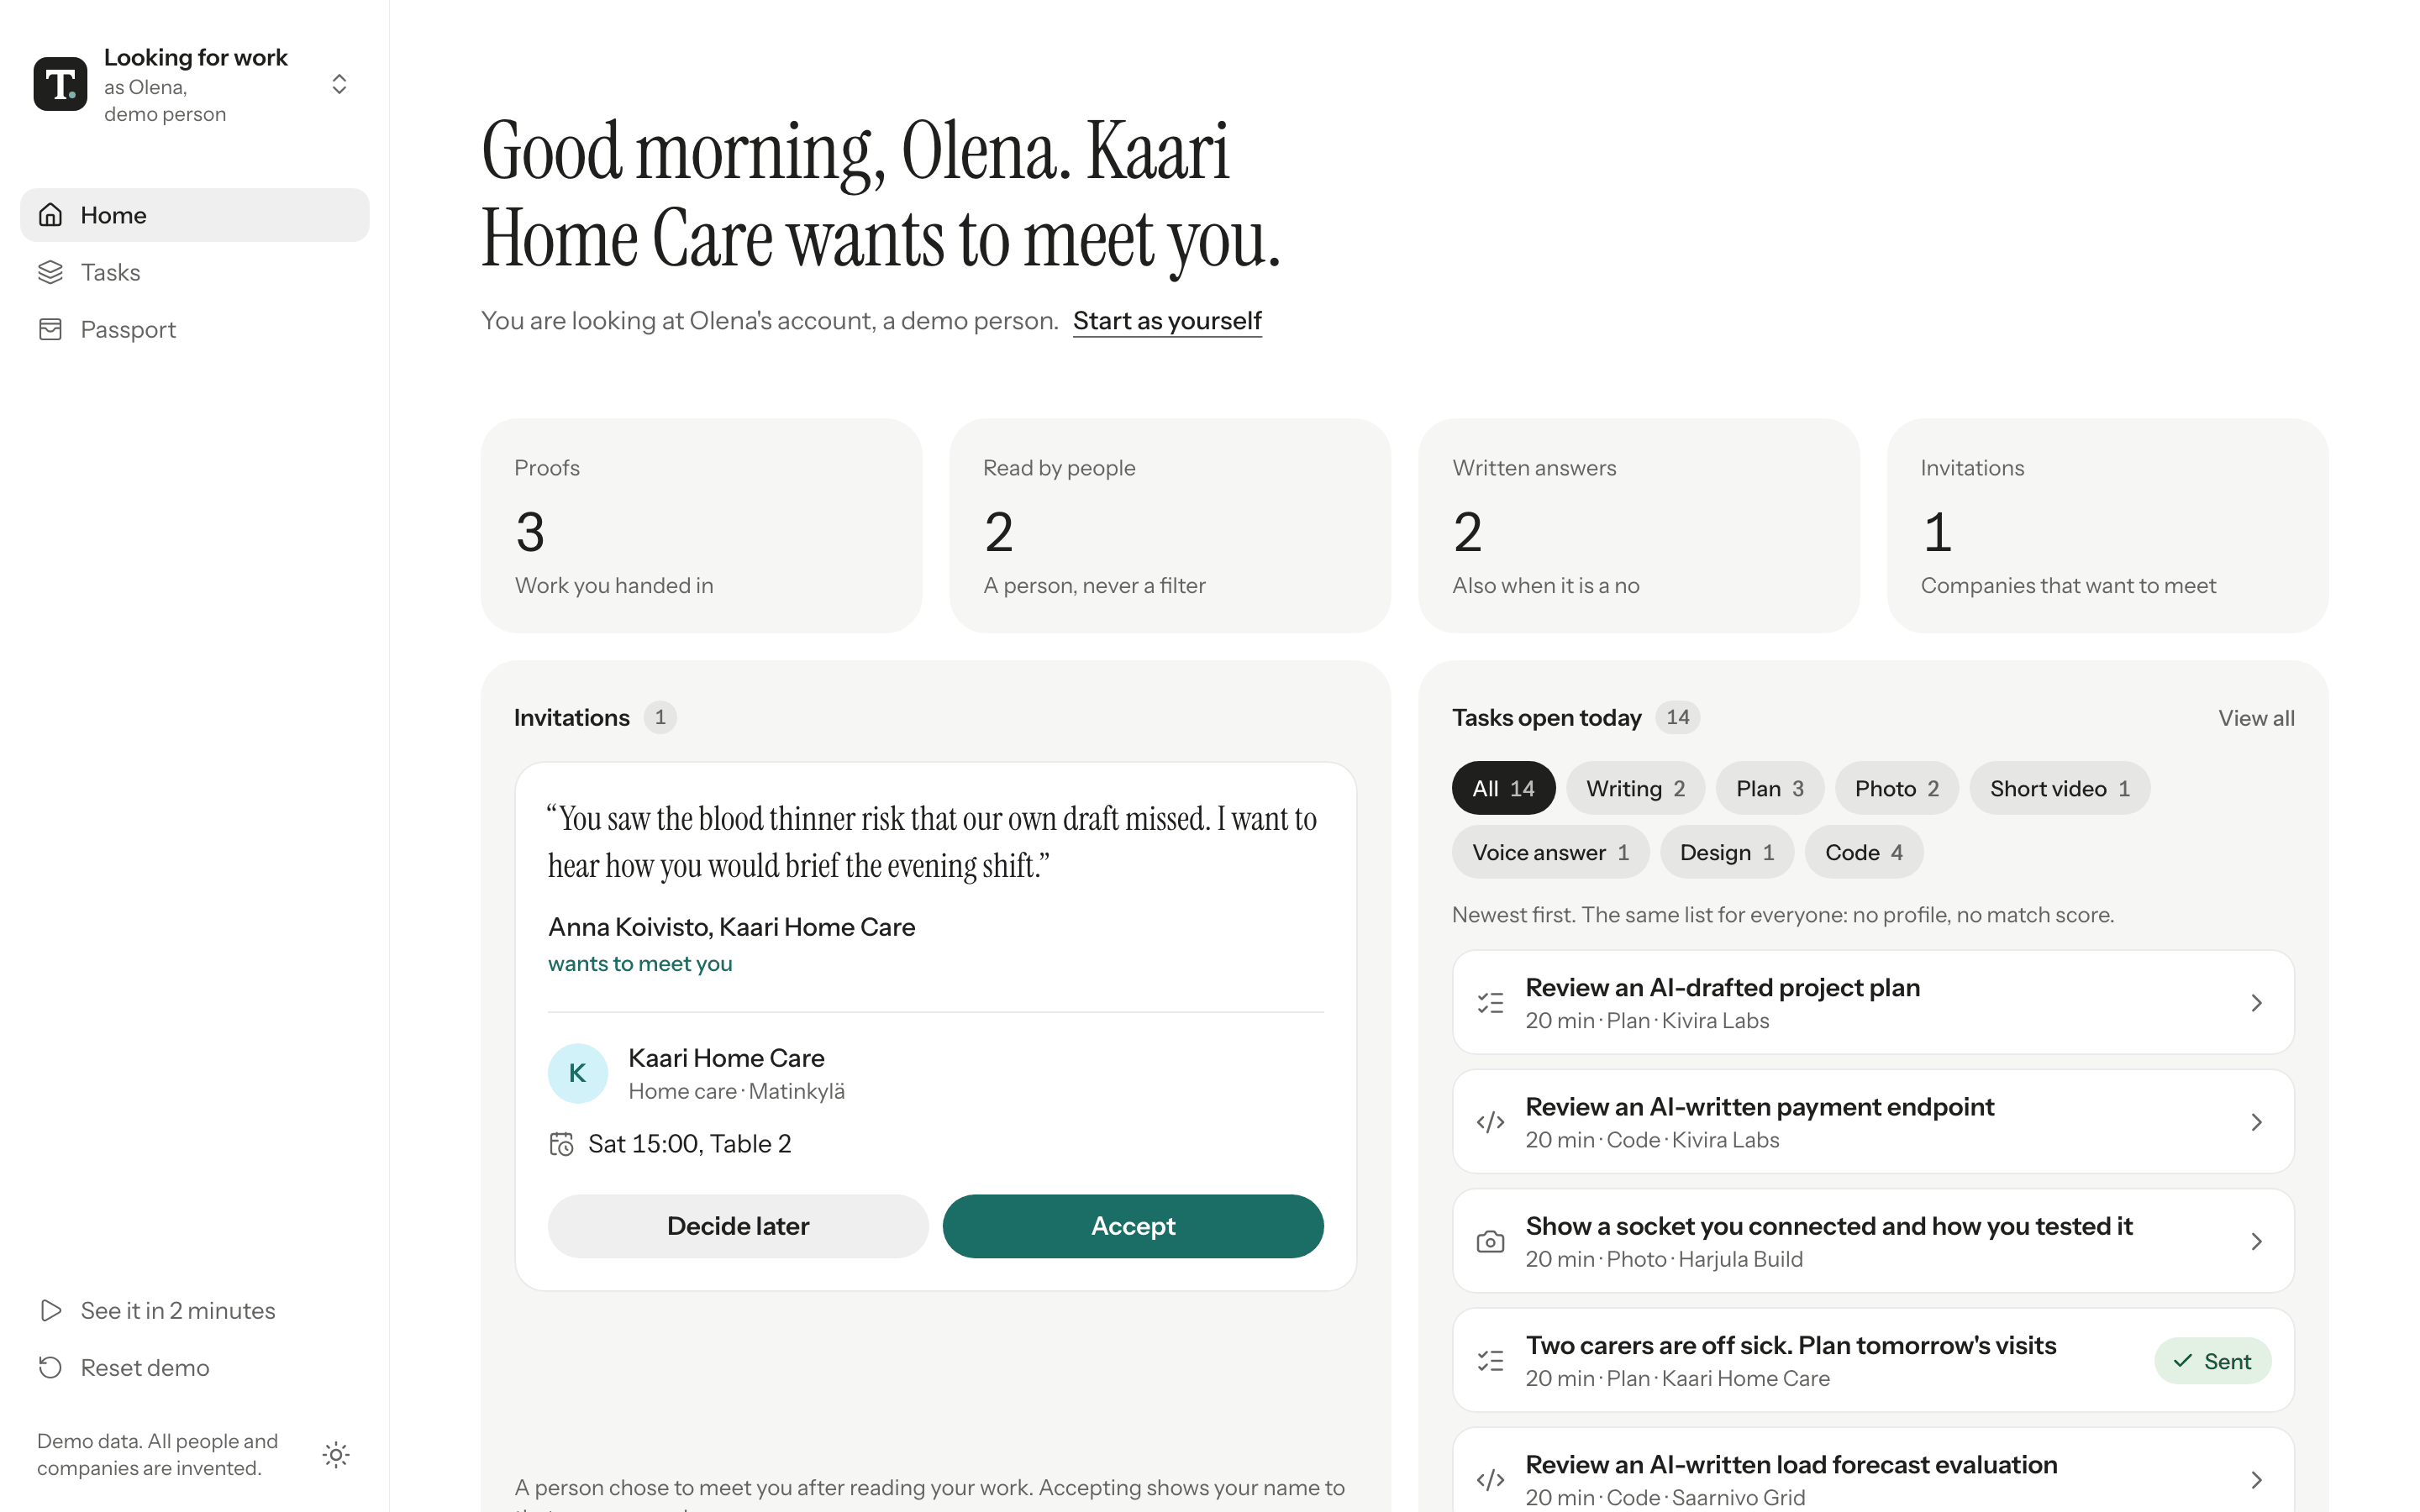 T.
Looking for work
as Olena,
demo person
Home
Tasks
Passport
See it in 2 minutes
Reset demo
Demo data. All people and
companies are invented.
Good morning, Olena. Kaari
Home Care wants to meet you.
You are looking at Olena's account, a demo person. Start as yourself
Proofs
3
Work you handed in
Read by people
2
A person, never a filter
Written answers
2
Also when it is a no
Invitations
1
Companies that want to meet
Invitations 1
“You saw the blood thinner risk that our own draft missed. I want to
hear how you would brief the evening shift.”
Anna Koivisto, Kaari Home Care
wants to meet you
K
Kaari Home Care
Home care · Matinkylä
Sat 15:00, Table 2
Decide later
Accept
A person chose to meet you after reading your work. Accepting shows your name to
Tasks open today 14
View all
All 14 Writing 2 Plan 3 Photo 2 Short video 1
Voice answer 1 Design 1 Code 4
Newest first. The same list for everyone: no profile, no match score.
Review an AI-drafted project plan
20 min · Plan · Kivira Labs
Review an AI-written payment endpoint
20 min · Code · Kivira Labs
Show a socket you connected and how you tested it
20 min · Photo · Harjula Build
Two carers are off sick. Plan tomorrow's visits
20 min · Plan · Kaari Home Care
Sent
Review an AI-written load forecast evaluation
20 min · Code · Saarnivo Grid